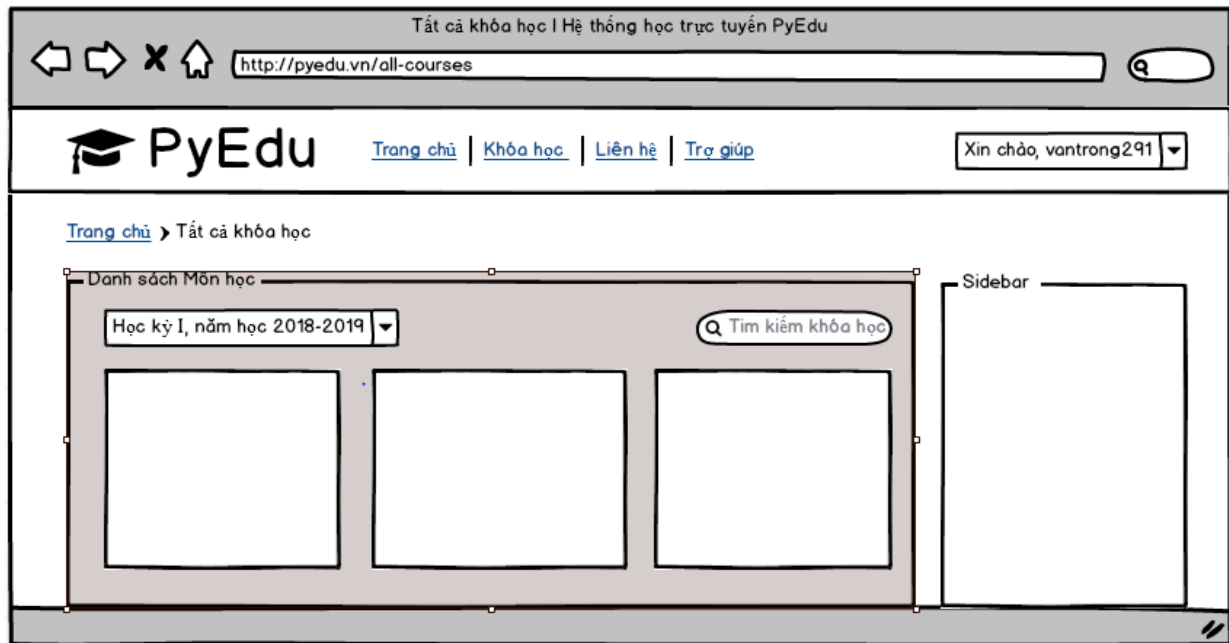 Tất cả khóa học | Hệ thống học trực tuyến PyEdu
http://pyedu.vn/all-courses
PyEdu
Trang chủ | Khóa học | Liên hệ | Trợ giúp
Xin chào, vantrong291
Trang chủ > Tất cả khóa học
Danh sách Môn học
Sidebar
Học kỳ I, năm học 2018-2019
Tìm kiếm khóa học